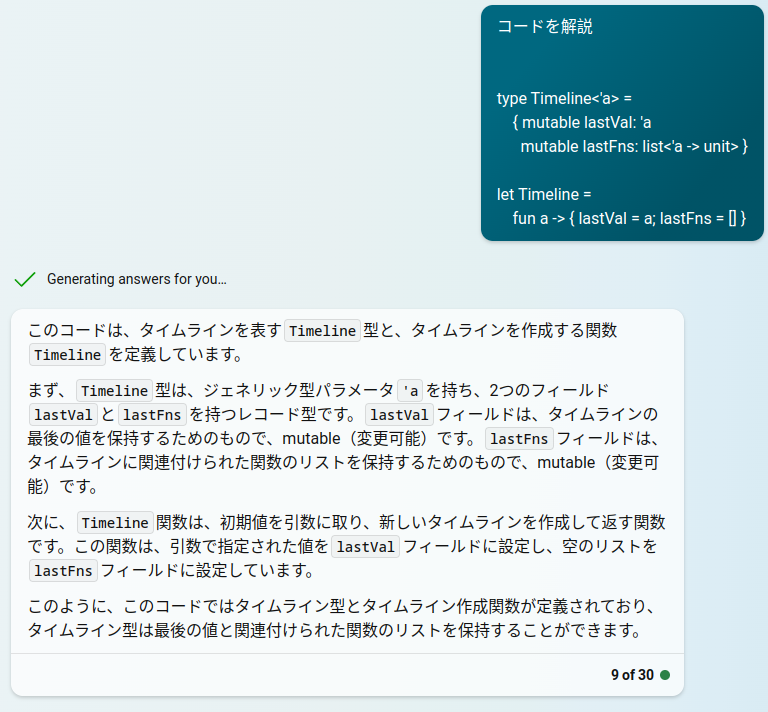 コードを解説
type Timeline<'a> =
{ mutable lastVal: 'a
mutable lastFns: list<'a -> unit> }
let Timeline =
fun a -> { lastVal = a; lastFns = [] }
Generating answers for you…
このコードは、タイムラインを表す Timeline 型と、タイムラインを作成する関数
Timeline を定義しています。
まず、 Timeline 型は、ジェネリック型パラメータ 'a を持ち、2つのフィールド
lastVal と lastFns を持つレコード型です。 lastVal フィールドは、タイムラインの
最後の値を保持するためのもので、mutable（変更可能）です。 lastFns フィールドは、
タイムラインに関連付けられた関数のリストを保持するためのもので、mutable（変更可
能）です。
次に、 Timeline 関数は、初期値を引数に取り、新しいタイムラインを作成して返す関数
です。この関数は、引数で指定された値を lastVal フィールドに設定し、空のリストを
lastFns フィールドに設定しています。
このように、このコードではタイムライン型とタイムライン作成関数が定義されており、
タイムライン型は最後の値と関連付けられた関数のリストを保持することができます。
9 of 30